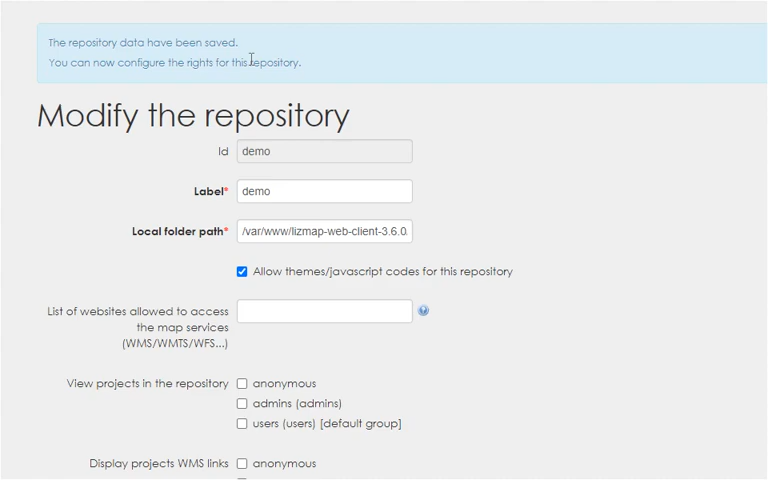 The repository data have been saved.
You can now configure the rights for this repository.
Modify the repository
Id demo
Label* demo
Local folder path* /var/www/lizmap-web-client-3.6.0.
Allow themes/javascript codes for this repository
List of websites allowed to access
the map services
(WMS/WMTS/WFS...)
View projects in the repository anonymous
admins (admins)
users (users) [default group]
Display projects WMS links anonymous